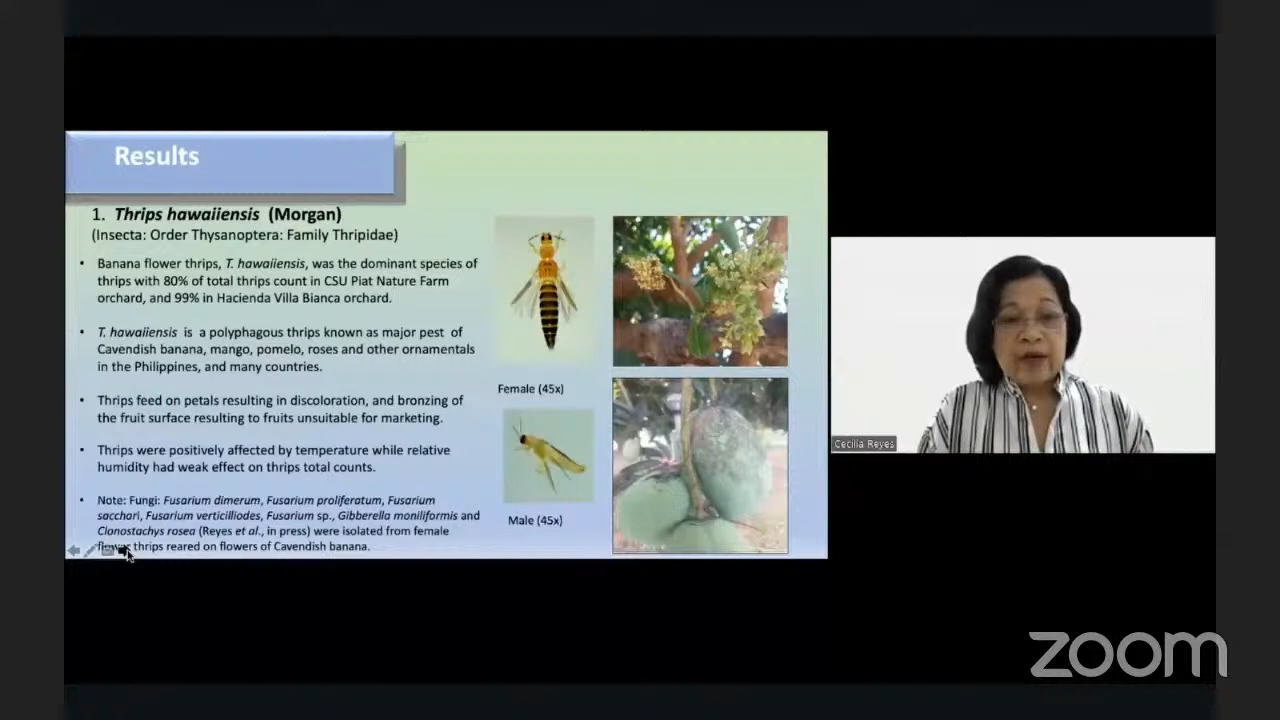 Results
1. Thrips hawaiiensis (Morgan)
(Insecta: Order Thysanoptera: Family Thripidae)
• Banana flower thrips, T. hawaiiensis, was the dominant species of
thrips with 80% of total thrips count in CSU Piat Nature Farm
orchard, and 99% in Hacienda Villa Bianca orchard.
• T. hawaiiensis is a polyphagous thrips known as major pest of
Cavendish banana, mango, pomelo, roses and other ornamentals
in the Philippines, and many countries.
• Thrips feed on petals resulting in discoloration, and bronzing of
the fruit surface resulting to fruits unsuitable for marketing.
• Thrips were positively affected by temperature while relative
humidity had weak effect on thrips total counts.
• Note: Fungi: Fusarium dimerum, Fusarium proliferatum, Fusarium
sacchari, Fusarium verticilliodes, Fusarium sp., Gibberella moniliformis and
Clonostachys rosea (Reyes et al., in press) were isolated from female
flower thrips reared on flowers of Cavendish banana.
Female (45x)
Male (45x)
Cecilia Reyes
zoom